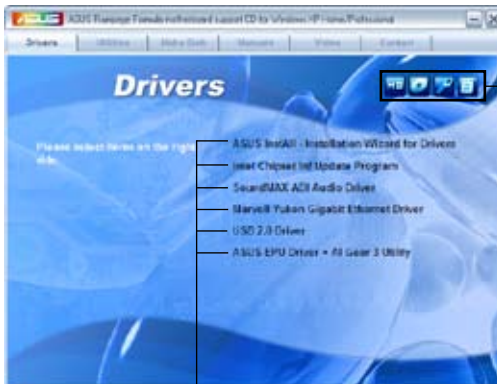 ASUS Rampage Formula motherboard support CD for Windows XP Home/Professional
Drivers Utilities Make Disk Manuals Video Contact
Drivers
Please select items on the right side.
ASUS InstAll - Installation Wizard for Drivers
Intel Chipset Inf Update Program
SoundMAX ADI Audio Driver
Marvell Yukon Gigabit Ethernet Driver
USB 2.0 Driver
ASUS EPU Driver + AI Gear 3 Utility